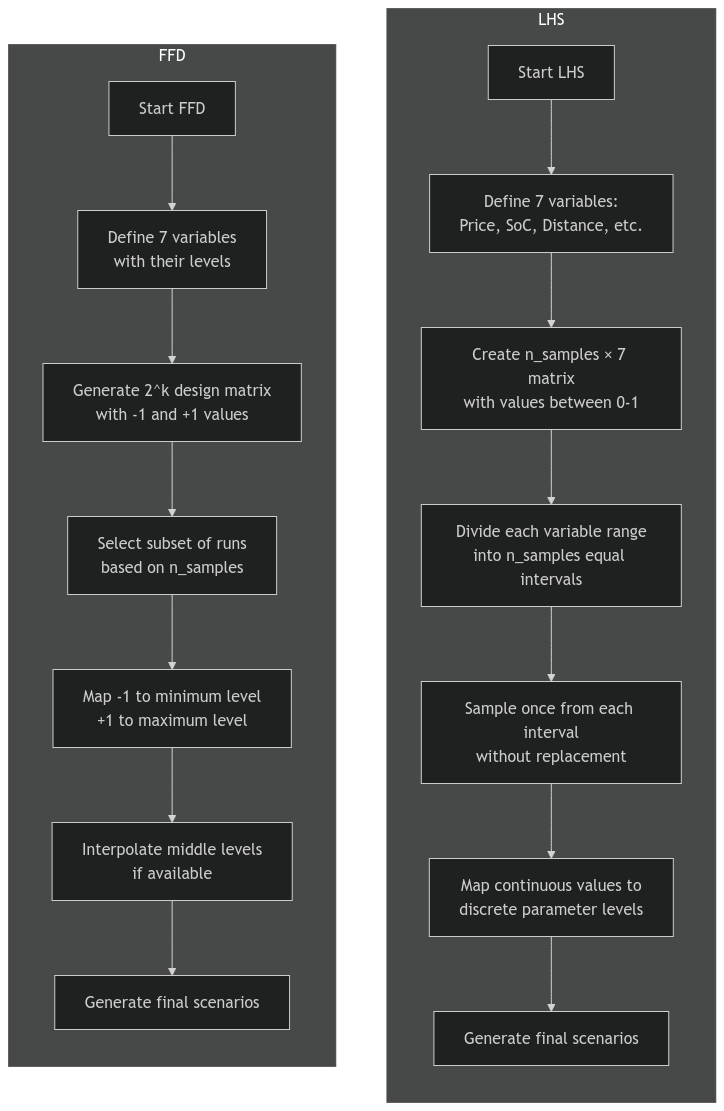 FFD
Start FFD
Define 7 variables
with their levels
Generate 2^k design matrix
with -1 and +1 values
Select subset of runs
based on n_samples
Map -1 to minimum level
+1 to maximum level
Interpolate middle levels
if available
Generate final scenarios
LHS
Start LHS
Define 7 variables:
Price, SoC, Distance, etc.
Create n_samples × 7
matrix
with values between 0-1
Divide each variable range
into n_samples equal
intervals
Sample once from each
interval
without replacement
Map continuous values to
discrete parameter levels
Generate final scenarios